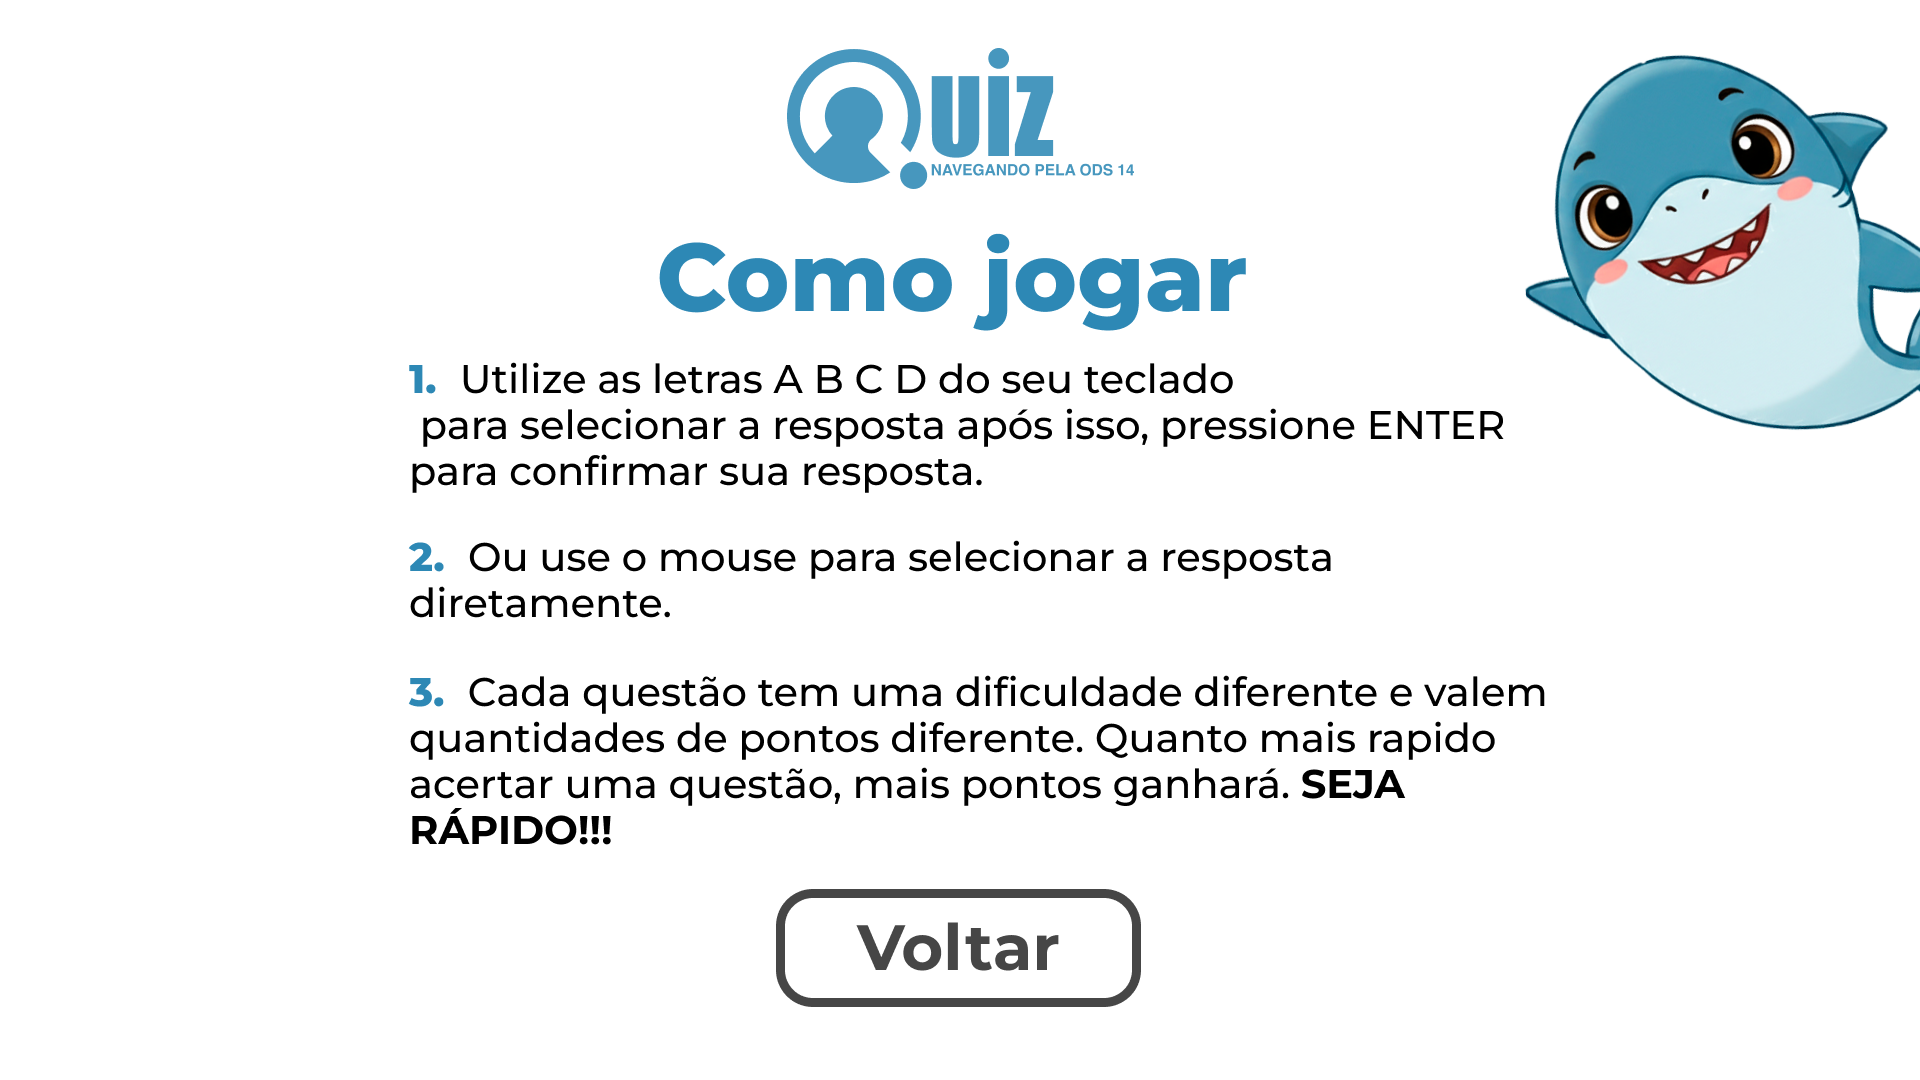 QUIZ
NAVEGANDO PELA ODS 14
Como jogar
1. Utilize as letras A B C D do seu teclado
para selecionar a resposta após isso, pressione ENTER
para confirmar sua resposta.
2. Ou use o mouse para selecionar a resposta
diretamente.
3. Cada questão tem uma dificuldade diferente e valem
quantidades de pontos diferente. Quanto mais rapido
acertar uma questão, mais pontos ganhará. SEJA
RÁPIDO!!!
Voltar